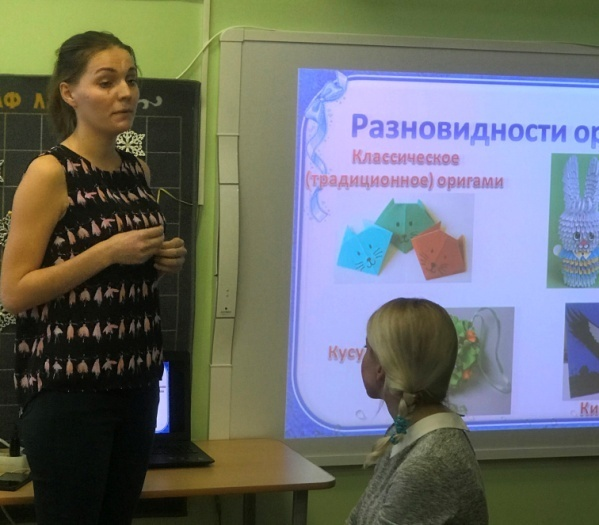 Разновидности ор
Классическое
(традиционное) оригами
Кусу
Ки